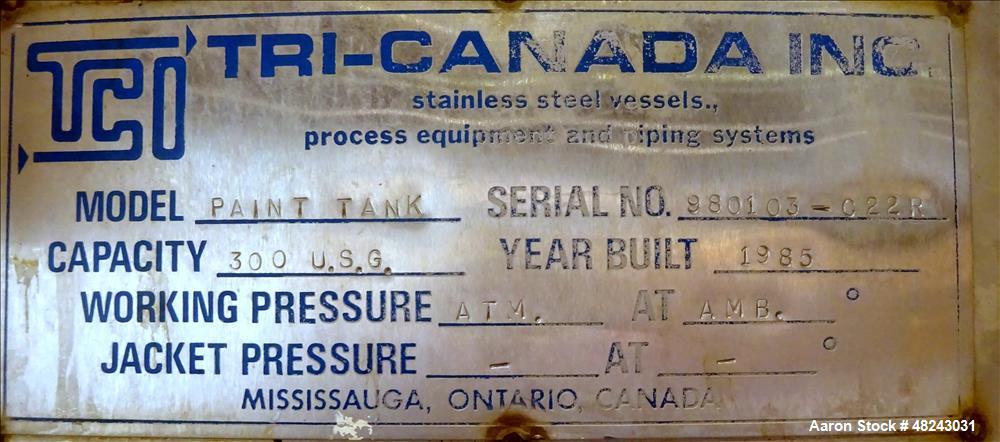 TCI TRI-CANADA INC.
stainless steel vessels.,
process equipment and piping systems
MODEL PAINT TANK SERIAL NO. 980103-022R
CAPACITY 300 U.S.G. YEAR BUILT 1985
WORKING PRESSURE ATM. AT AMB. °
JACKET PRESSURE - AT - °
MISSISSAUGA, ONTARIO, CANADA
Aaron Stock # 48243031